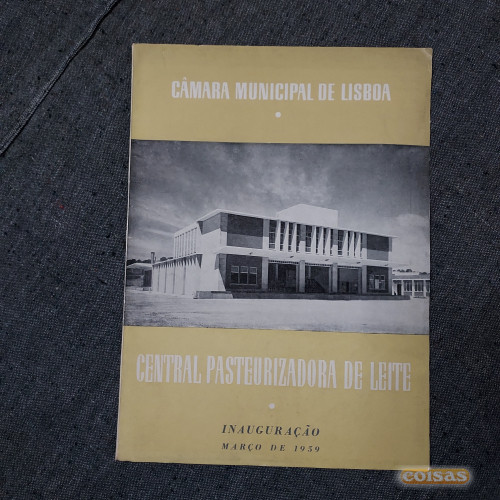 CÂMARA MUNICIPAL DE LISBOA
CENTRAL PASTEURIZADORA DE LEITE
INAUGURAÇÃO
MARÇO DE 1959
coisas